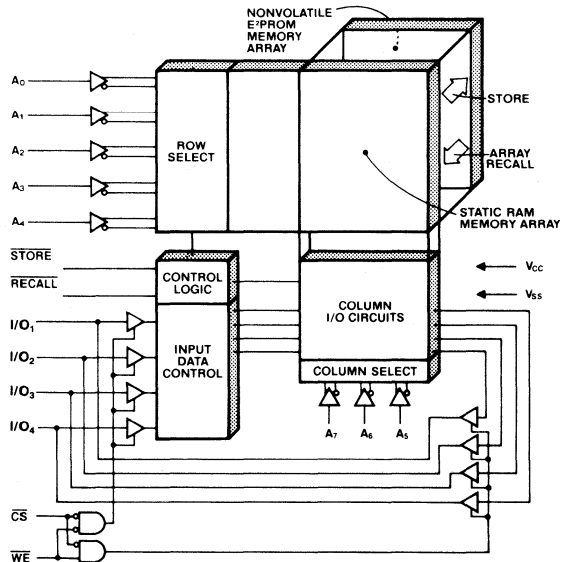 NONVOLATILE
E²PROM
MEMORY
ARRAY
A₀
A₁
A₂
A₃
A₄
ROW
SELECT
STORE
ARRAY
RECALL
STATIC RAM
MEMORY ARRAY
STORE
RECALL
CONTROL
LOGIC
COLUMN
I/O CIRCUITS
VCC
VSS
I/O₁
I/O₂
I/O₃
I/O₄
INPUT
DATA
CONTROL
COLUMN SELECT
A₇
A₆
A₅
CS
WE